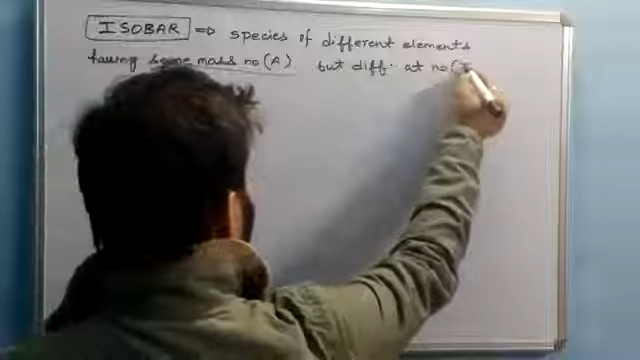 ISOBAR ⇒ species of different elements
having same mass no (A). but diff. at no (Z